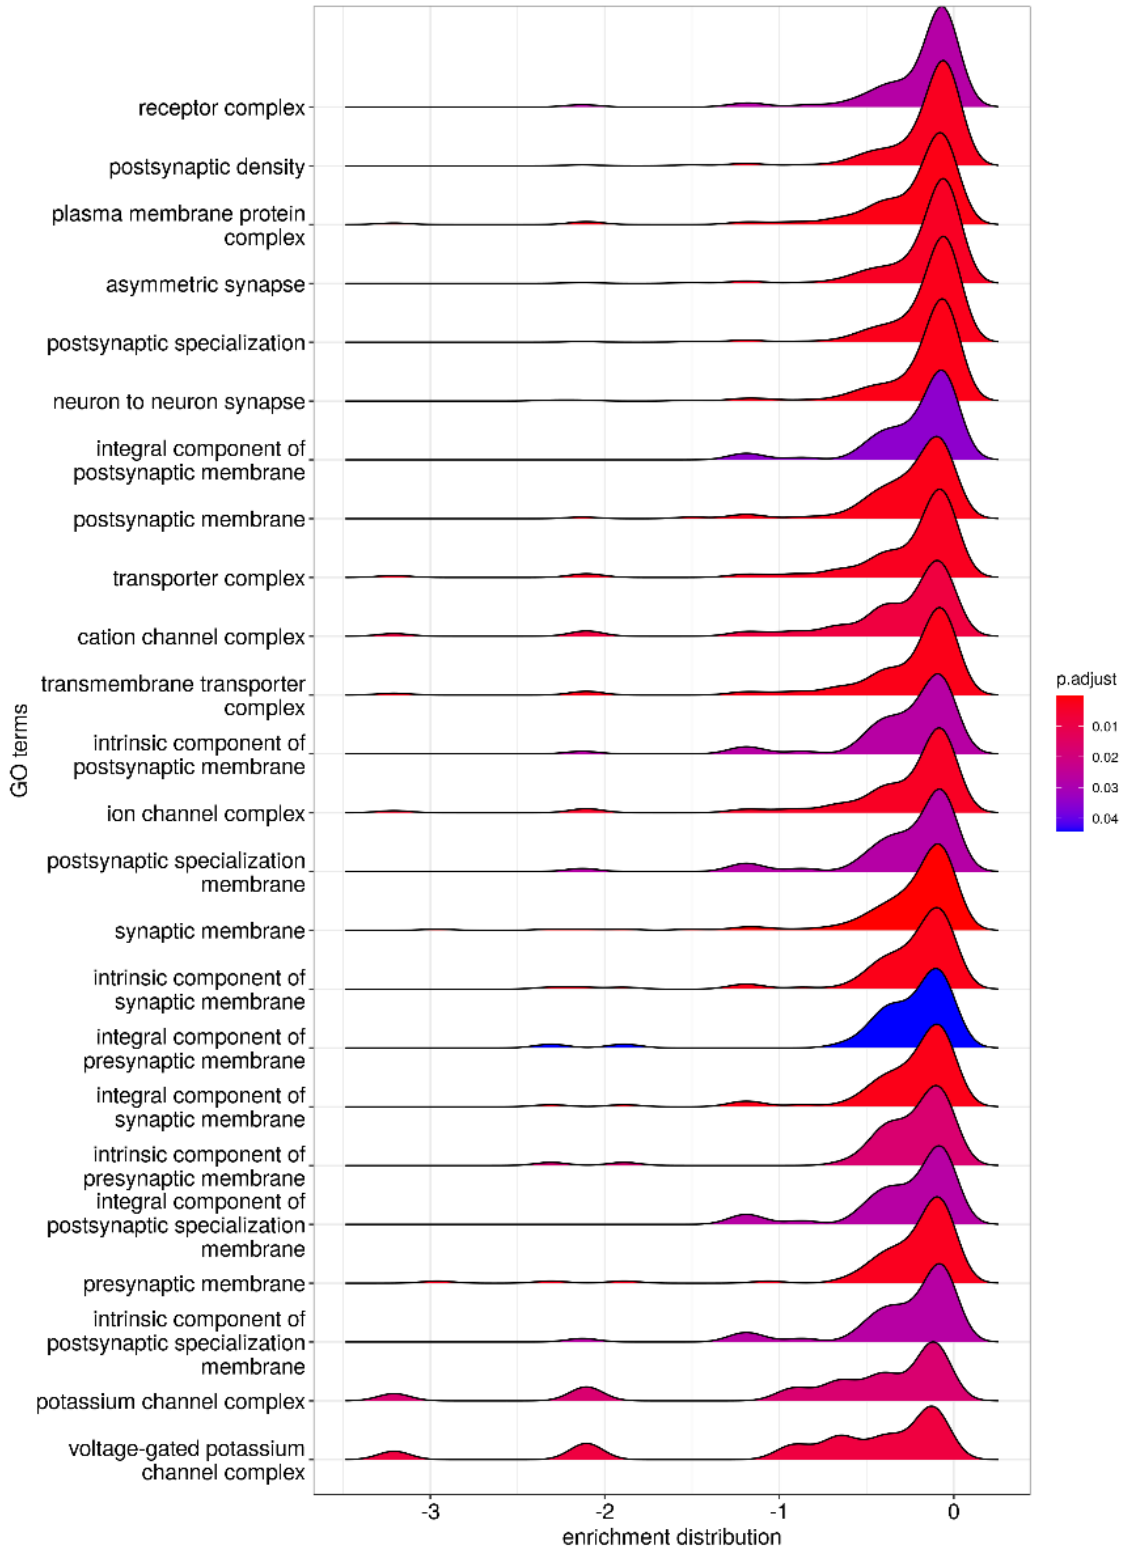 receptor complex
postsynaptic density
plasma membrane protein
complex
asymmetric synapse
postsynaptic specialization
neuron to neuron synapse
integral component of
postsynaptic membrane
postsynaptic membrane
transporter complex
cation channel complex
transmembrane transporter
complex
intrinsic component of
postsynaptic membrane
ion channel complex
postsynaptic specialization
membrane
synaptic membrane
intrinsic component of
synaptic membrane
integral component of
presynaptic membrane
integral component of
synaptic membrane
intrinsic component of
presynaptic membrane
integral component of
postsynaptic specialization
membrane
presynaptic membrane
intrinsic component of
postsynaptic specialization
membrane
potassium channel complex
voltage-gated potassium
channel complex
GO terms
-3
-2
-1
0
enrichment distribution
p.adjust
0.01
0.02
0.03
0.04